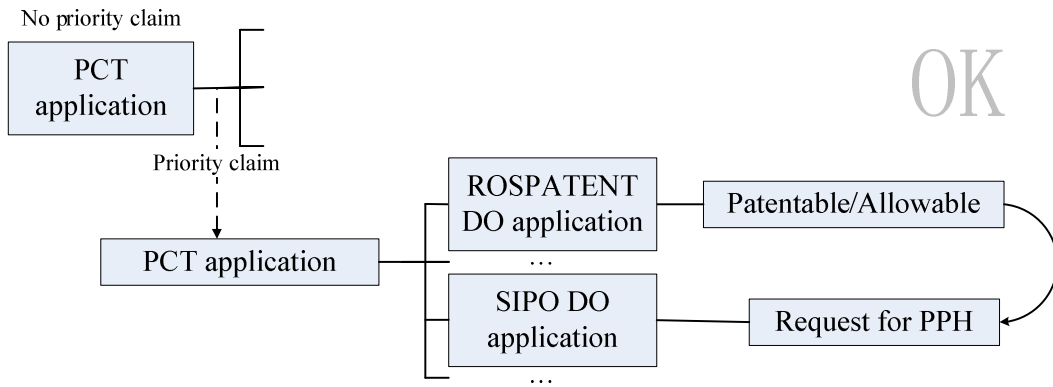 No priority claim
PCT
application
OK
Priority claim
PCT application
ROSPATENT
DO application
Patentable/Allowable
…
SIPO DO
application
Request for PPH
…